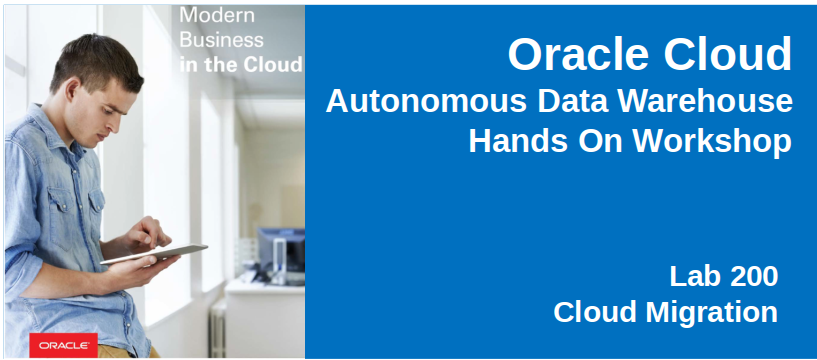 Modern
Business
in the Cloud
ORACLE
Oracle Cloud
Autonomous Data Warehouse
Hands On Workshop
Lab 200
Cloud Migration